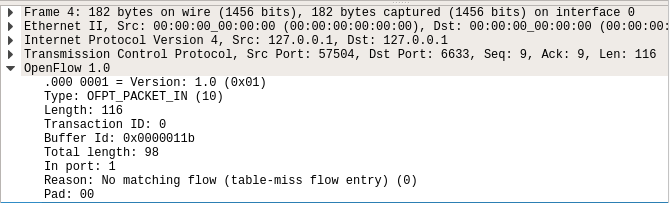 Frame 4: 182 bytes on wire (1456 bits), 182 bytes captured (1456 bits) on interface 0
Ethernet II, Src: 00:00:00_00:00:00 (00:00:00:00:00:00), Dst: 00:00:00_00:00:00 (00:00:00:
Internet Protocol Version 4, Src: 127.0.0.1, Dst: 127.0.0.1
Transmission Control Protocol, Src Port: 57504, Dst Port: 6633, Seq: 9, Ack: 9, Len: 116
OpenFlow 1.0
.000 0001 = Version: 1.0 (0x01)
Type: OFPT_PACKET_IN (10)
Length: 116
Transaction ID: 0
Buffer Id: 0x0000011b
Total length: 98
In port: 1
Reason: No matching flow (table-miss flow entry) (0)
Pad: 00